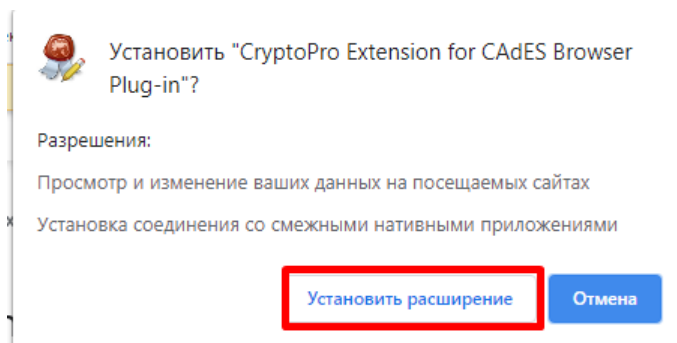 Установить "CryptoPro Extension for CAdES Browser
Plug-in"?
Разрешения:
Просмотр и изменение ваших данных на посещаемых сайтах
Установка соединения со смежными нативными приложениями
Установить расширение
Отмена